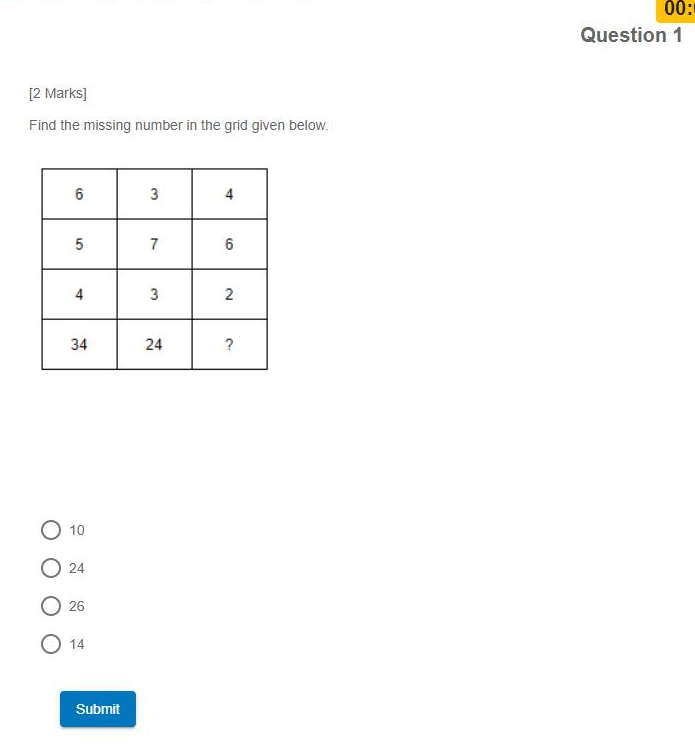 00:
Question 1
[2 Marks]
Find the missing number in the grid given below.
6 3 4
5 7 6
4 3 2
34 24 ?
10
24
26
14
Submit